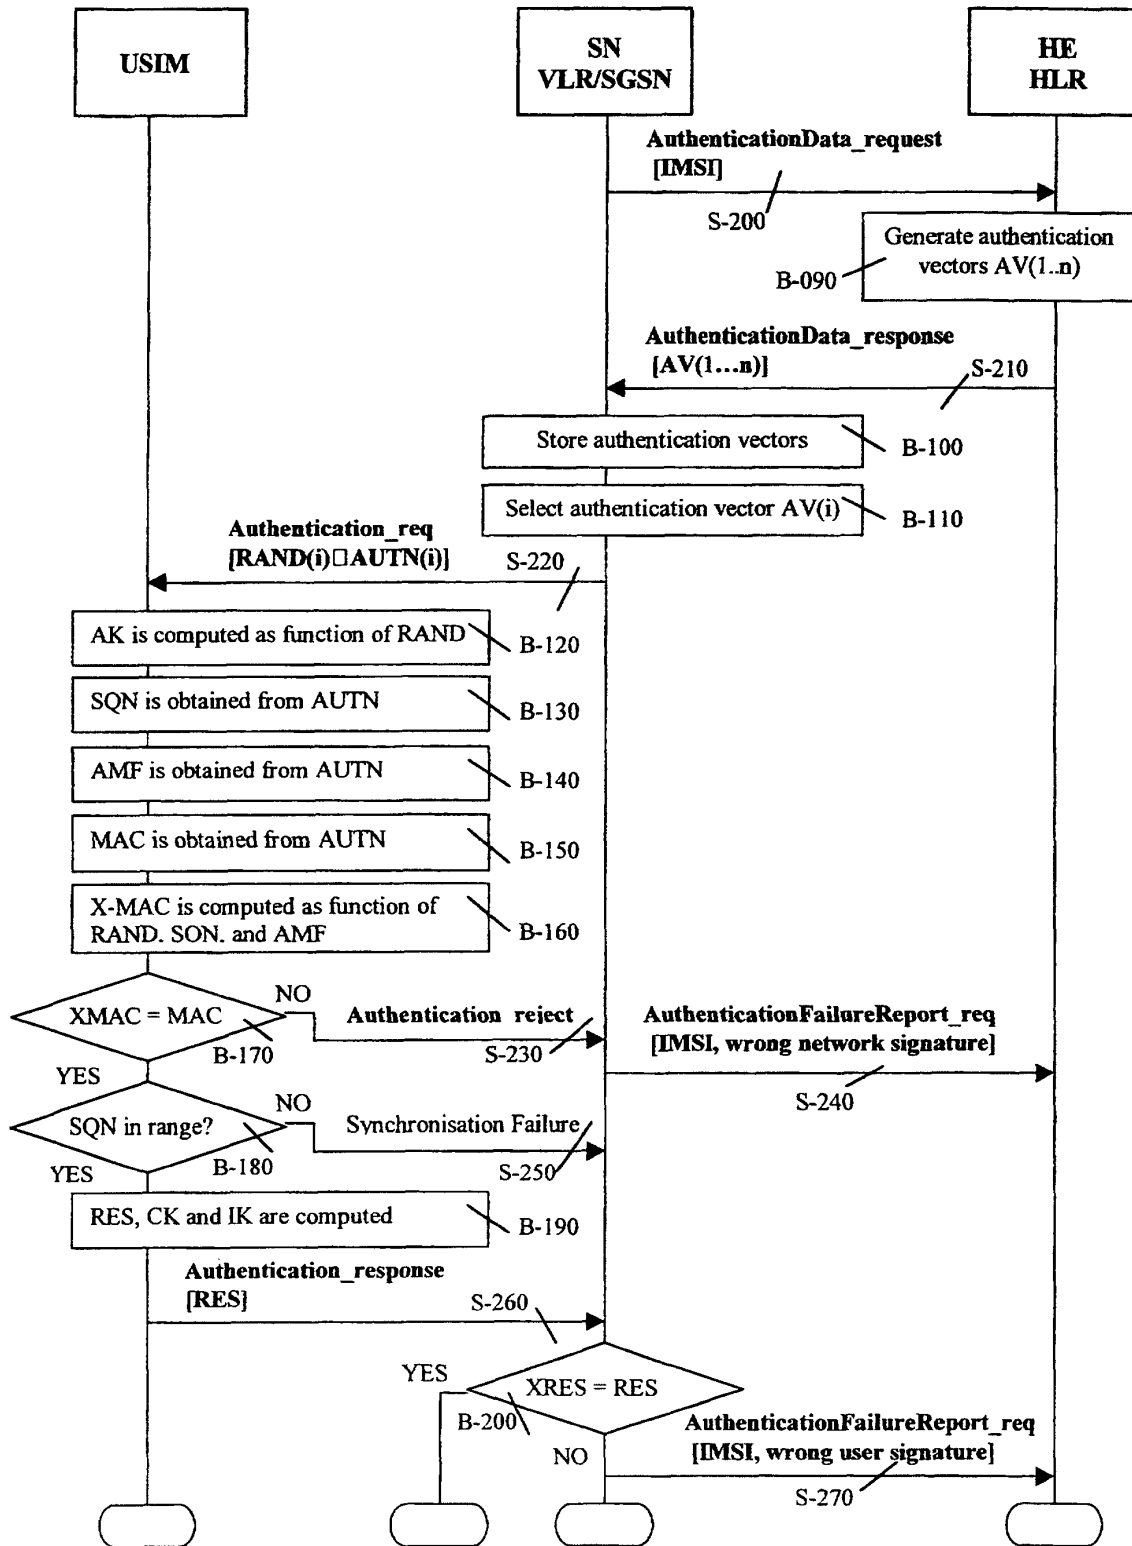 USIM
SN
VLR/SGSN
HE
HLR
AuthenticationData_request
[IMSI]
S-200
Generate authentication
vectors AV(1..n)
B-090
AuthenticationData_response
[AV(1...n)]
S-210
Store authentication vectors
B-100
Select authentication vector AV(i)
B-110
Authentication_req
[RAND(i)□AUTN(i)]
S-220
AK is computed as function of RAND
B-120
SQN is obtained from AUTN
B-130
AMF is obtained from AUTN
B-140
MAC is obtained from AUTN
B-150
X-MAC is computed as function of
RAND. SON. and AMF
B-160
XMAC = MAC
NO
B-170
YES
Authentication reject
S-230
AuthenticationFailureReport_req
[IMSI, wrong network signature]
S-240
SQN in range?
NO
B-180
YES
Synchronisation Failure
S-250
RES, CK and IK are computed
B-190
Authentication_response
[RES]
S-260
YES
XRES = RES
B-200
NO
AuthenticationFailureReport_req
[IMSI, wrong user signature]
S-270